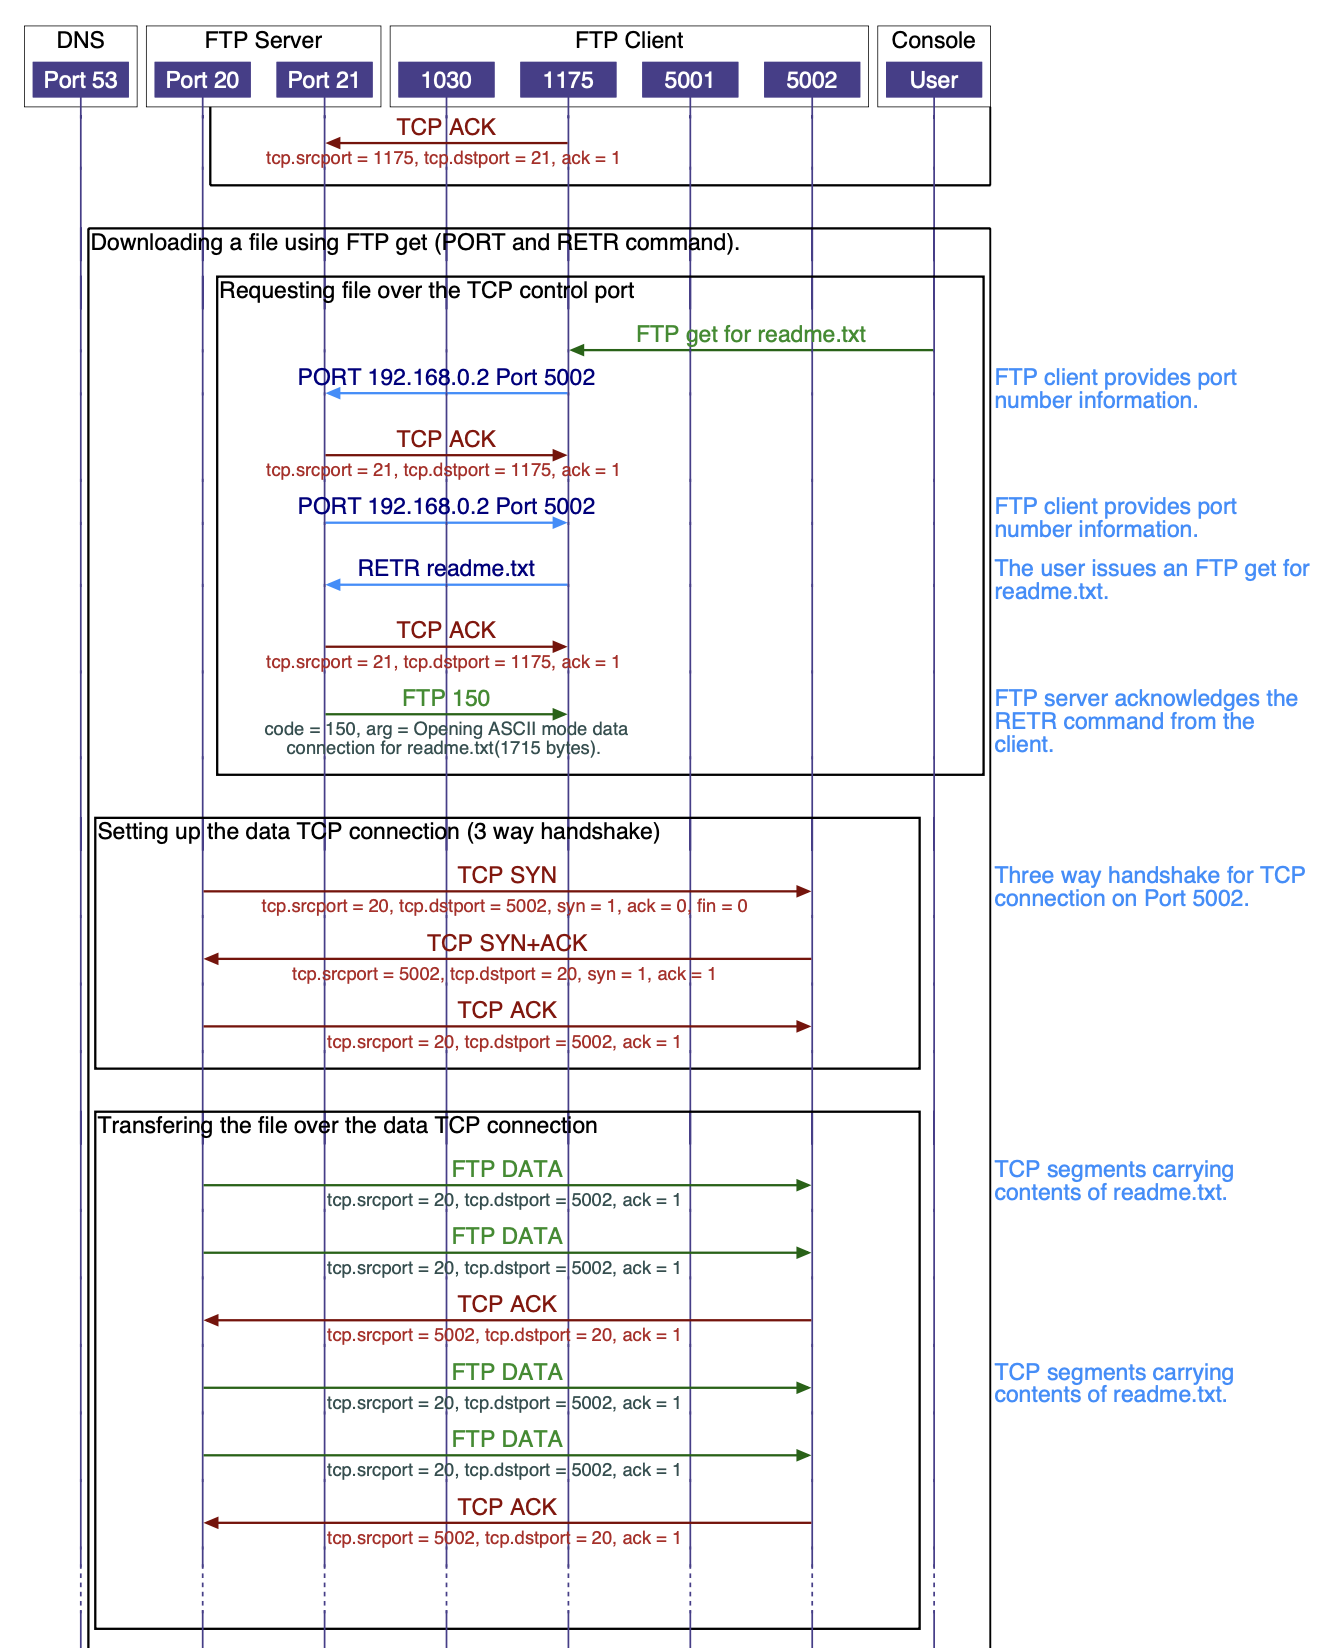 DNS
FTP Server
FTP Client
Console
Port 53
Port 20
Port 21
1030
1175
5001
5002
User
TCP ACK
tcp.srcport = 1175, tcp.dstport = 21, ack = 1
Downloading a file using FTP get (PORT and RETR command).
Requesting file over the TCP control port
FTP get for readme.txt
PORT 192.168.0.2 Port 5002
FTP client provides port
number information.
TCP ACK
tcp.srcport = 21, tcp.dstport = 1175, ack = 1
PORT 192.168.0.2 Port 5002
FTP client provides port
number information.
RETR readme.txt
The user issues an FTP get for
readme.txt.
TCP ACK
tcp.srcport = 21, tcp.dstport = 1175, ack = 1
FTP 150
code = 150, arg = Opening ASCII mode data
connection for readme.txt(1715 bytes).
FTP server acknowledges the
RETR command from the
client.
Setting up the data TCP connection (3 way handshake)
TCP SYN
tcp.srcport = 20, tcp.dstport = 5002, syn = 1, ack = 0, fin = 0
Three way handshake for TCP
connection on Port 5002.
TCP SYN+ACK
tcp.srcport = 5002, tcp.dstport = 20, syn = 1, ack = 1
TCP ACK
tcp.srcport = 20, tcp.dstport = 5002, ack = 1
Transfering the file over the data TCP connection
FTP DATA
tcp.srcport = 20, tcp.dstport = 5002, ack = 1
TCP segments carrying
contents of readme.txt.
FTP DATA
tcp.srcport = 20, tcp.dstport = 5002, ack = 1
TCP ACK
tcp.srcport = 5002, tcp.dstport = 20, ack = 1
FTP DATA
tcp.srcport = 20, tcp.dstport = 5002, ack = 1
TCP segments carrying
contents of readme.txt.
FTP DATA
tcp.srcport = 20, tcp.dstport = 5002, ack = 1
TCP ACK
tcp.srcport = 5002, tcp.dstport = 20, ack = 1